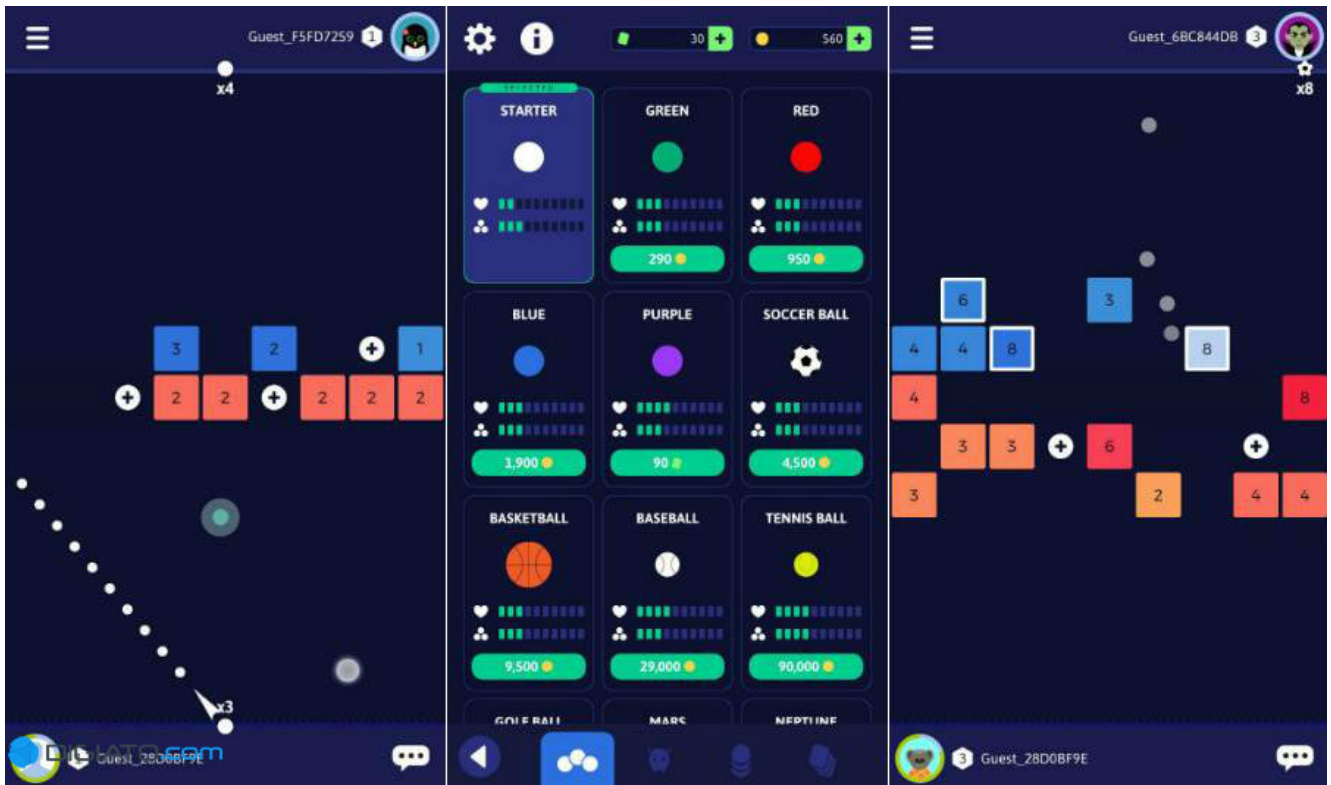 Guest_F5FD7259 1
x4
3 2 1
2 2 2 2 2
x3
DIGIATO.com
Guest_28D0BF9E
30
560
SELECTED
STARTER
GREEN
RED
290
950
BLUE
PURPLE
SOCCER BALL
1,900
90
4,500
BASKETBALL
BASEBALL
TENNIS BALL
9,500
29,000
90,000
GOLF BALL
MARS
NEPTUNE
Guest_6BC844DB 3
x8
6 3
4 4 8 8
4 8
3 3 6
3 2 4 4
3 Guest_28D0BF9E